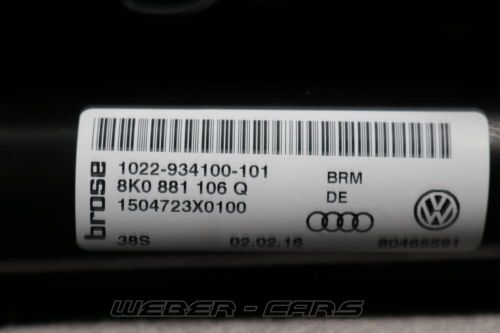 brose
1022-934100-101
8K0 881 106 Q
1504723X0100
BRM
DE
38S
02.02.16
80465591
WEBER - CARS